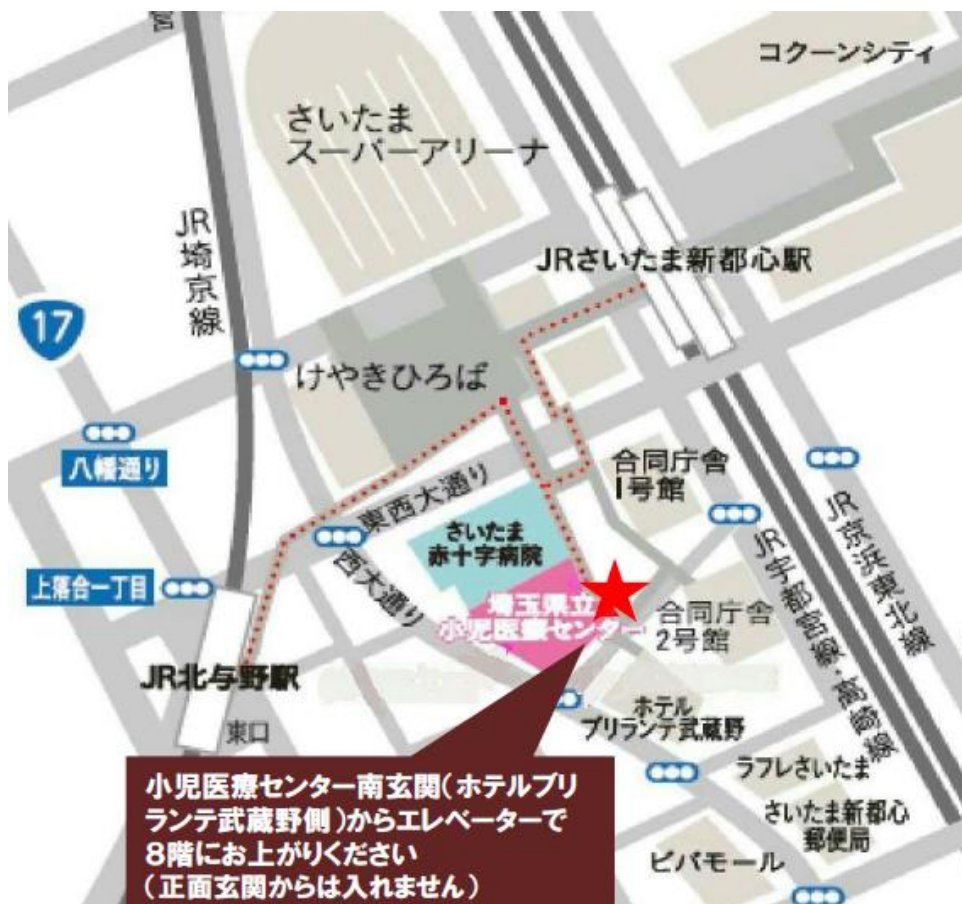 宮
コクーンシティ
さいたま
スーパーアリーナ
JR埼京線
JRさいたま新都心駅
17
けやきひろば
八幡通り
東西大通り
合同庁舎
1号館
さいたま
赤十字病院
西大通り
上落合一丁目
埼玉県立
小児医療センター
合同庁舎
2号館
JR宇都宮線・高崎線
JR京浜東北線
JR北与野駅
東口
ホテル
ブリランテ武蔵野
ラフレさいたま
さいたま新都心
郵便局
ビバモール
小児医療センター南玄関(ホテルブリ
ランテ武蔵野側)からエレベーターで
8階にお上がりください
(正面玄関からは入れません)